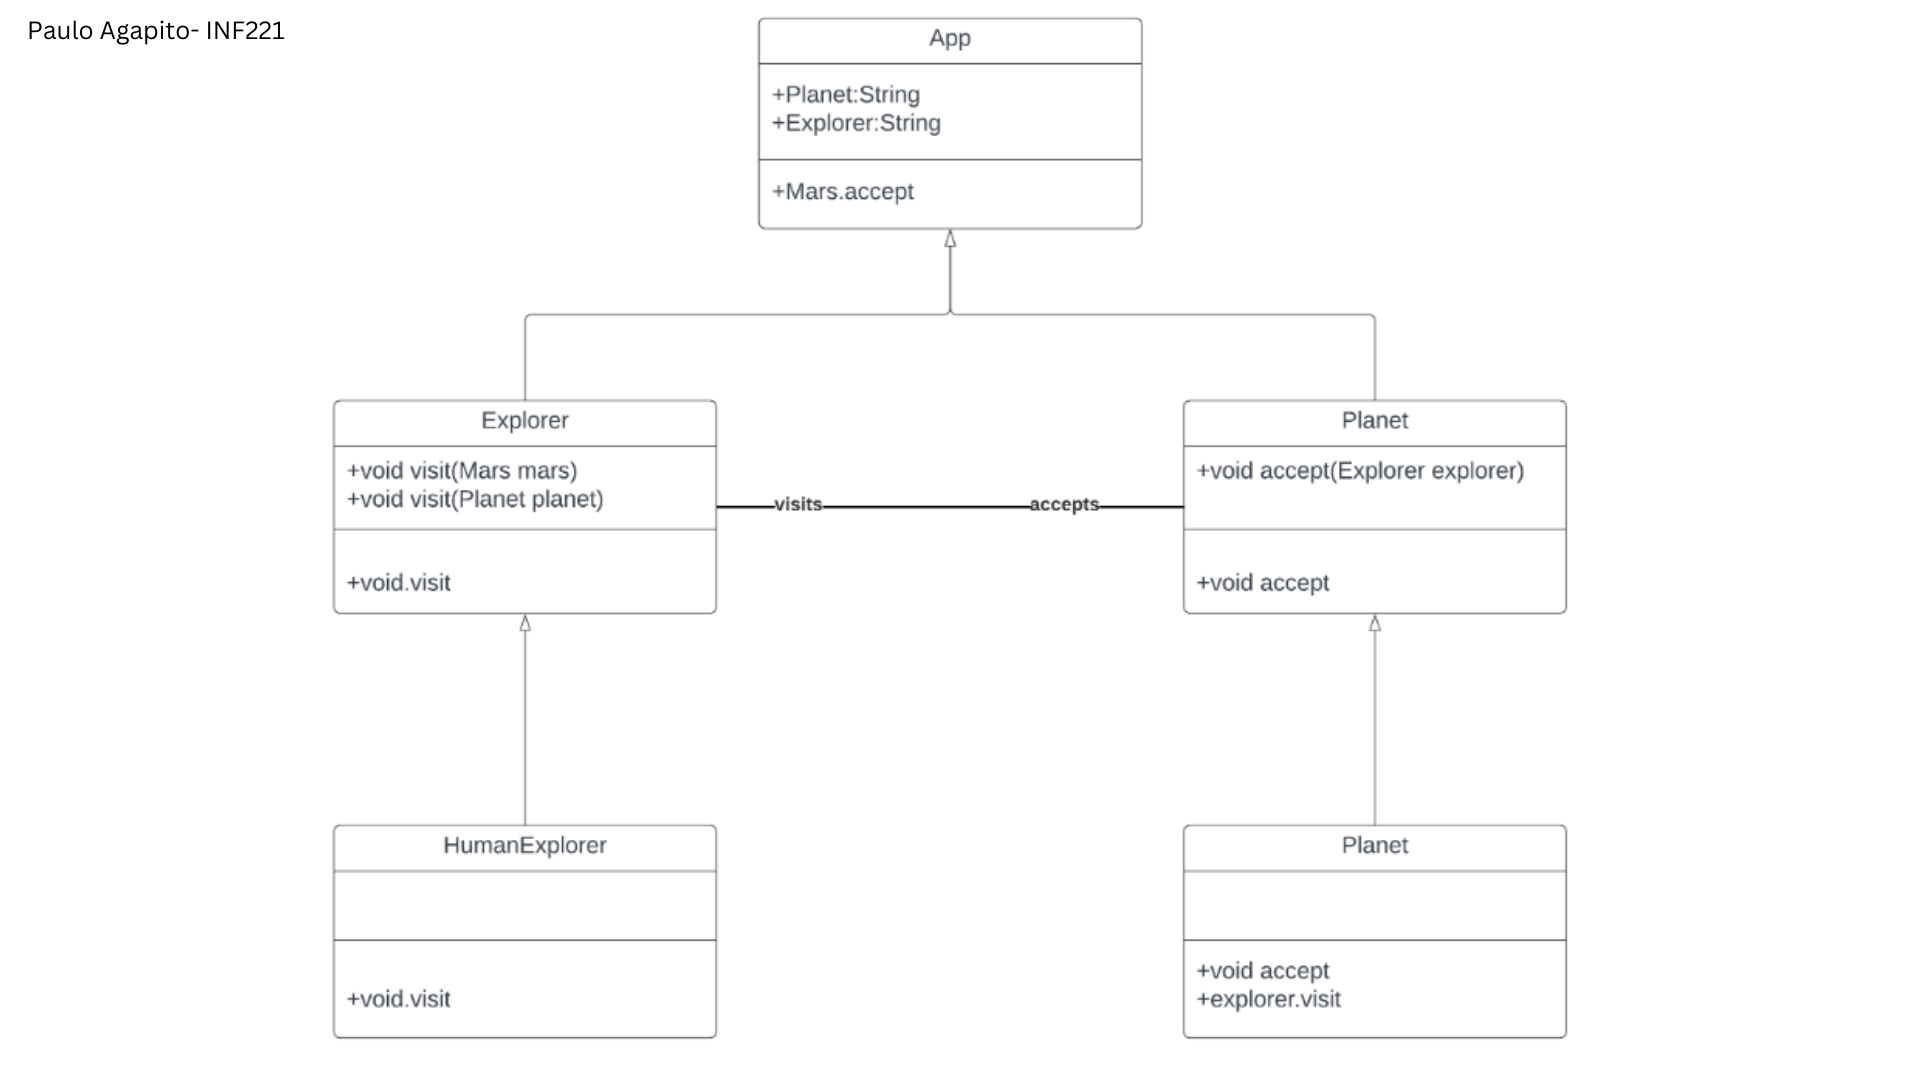 Paulo Agapito- INF221
App
+Planet:String
+Explorer:String
+Mars.accept
Explorer
+void visit(Mars mars)
+void visit(Planet planet)
+void.visit
visits
accepts
Planet
+void accept(Explorer explorer)
+void accept
HumanExplorer
+void.visit
Planet
+void accept
+explorer.visit